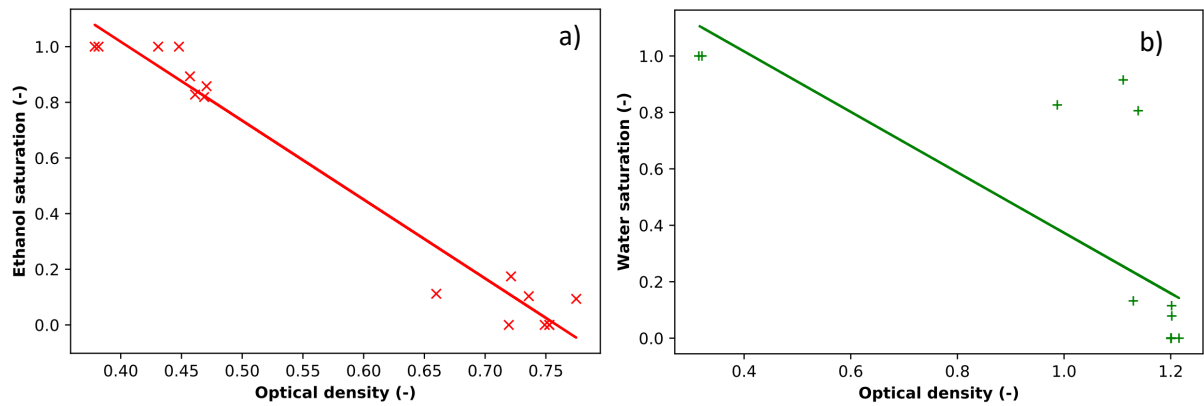 a)
1.0
0.8
0.6
0.4
0.2
0.0
Ethanol saturation (-)
0.40 0.45 0.50 0.55 0.60 0.65 0.70 0.75
Optical density (-)
b)
1.0
0.8
0.6
0.4
0.2
0.0
Water saturation (-)
0.4 0.6 0.8 1.0 1.2
Optical density (-)